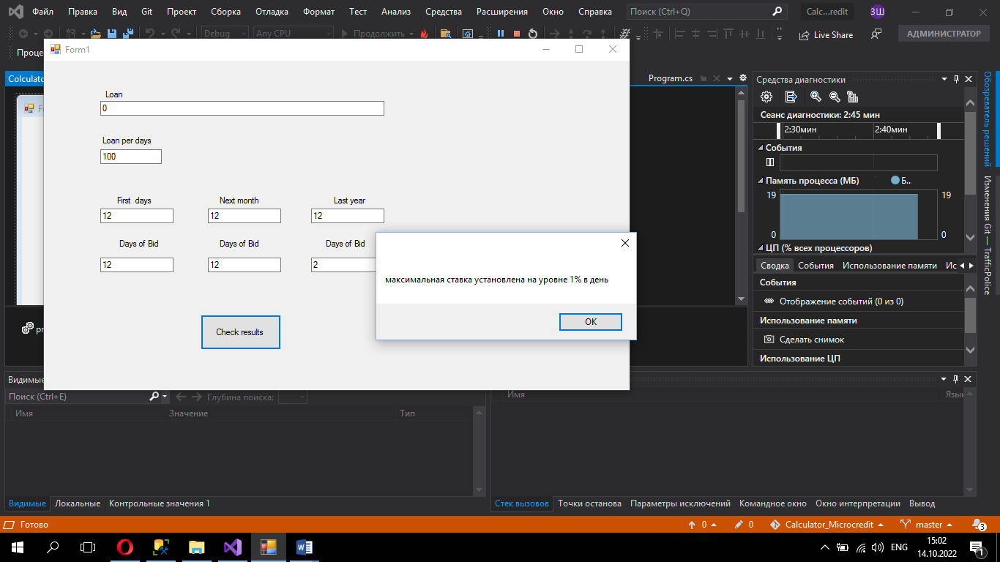 Файл Правка Вид Git Проект Сборка Отладка Формат Тест Анализ Средства Расширения Окно Справка Поиск (Ctrl+Q) Calc...redit ЗШ
Debug Any CPU Продолжить Live Share АДМИНИСТРАТОР
Проце
Form1
Colculato
Program.cs
Loan
0
Loan per days
100
First days Next month Last year
12 12 12
Days of Bid Days of Bid Days of Bid
12 12 2
Check results
максимальная ставка установлена на уровне 1% в день
OK
Средства диагностики
Сеанс диагностики: 2:45 мин
2:30мин 2:40мин
События
Память процесса (МБ) Б...
19 19
0 0
ЦП (% всех процессоров)
Сводка События Использование памяти Ис
События
Отображение событий (0 из 0)
Использование памяти
Сделать снимок
Использование ЦП
Обозреватель решений
Изменения Git — TrafficPolice
pr
Видимые
Поиск (Ctrl+E) Глубина поиска:
Имя Значение Тип
Имя Язык
Видимые Локальные Контрольные значения 1
Стек вызовов Точки останова Параметры исключений Командное окно Окно интерпретации Вывод
Готово 0 0 Calculator_Microcredit master 3
ENG 15:02 1
14.10.2022